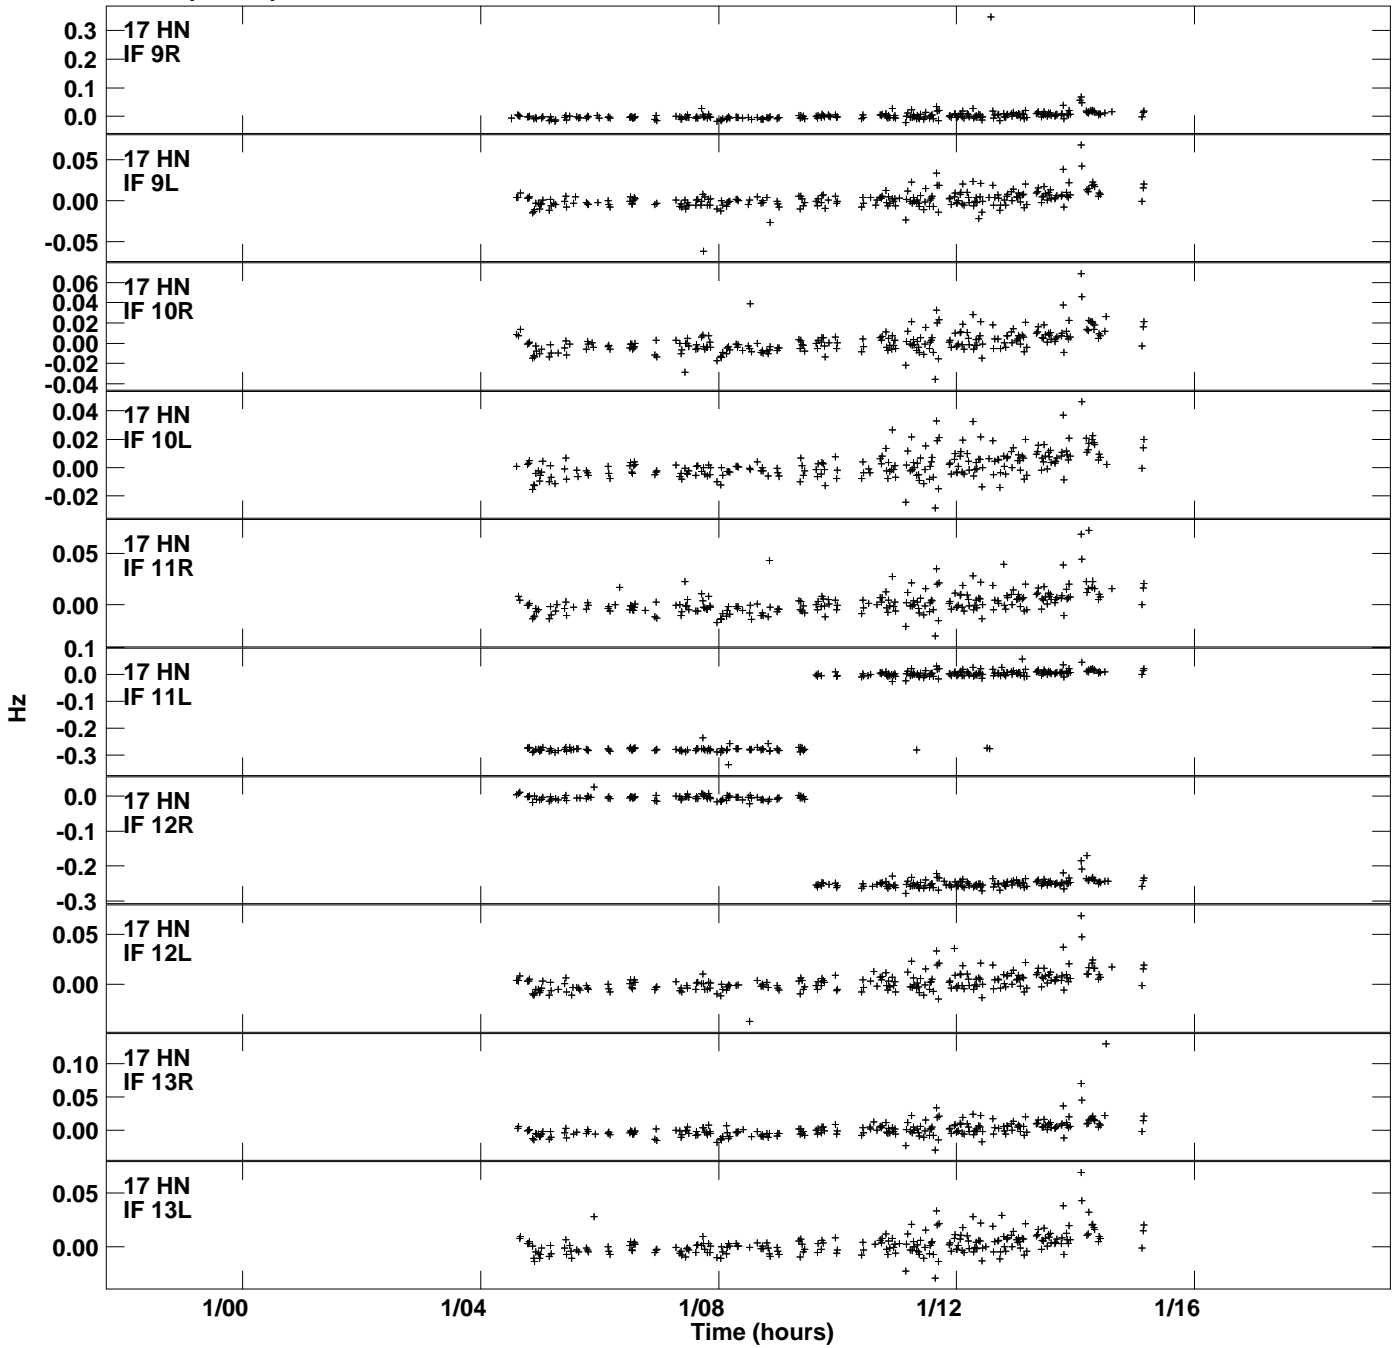 0.3
0.2
0.1
0.0
17 HN
IF 9R
0.05
0.00
-0.05
17 HN
IF 9L
0.06
0.04
0.02
0.00
-0.02
-0.04
17 HN
IF 10R
0.04
0.02
0.00
-0.02
17 HN
IF 10L
0.05
0.00
17 HN
IF 11R
0.1
0.0
-0.1
-0.2
-0.3
17 HN
IF 11L
Hz
0.0
-0.1
-0.2
-0.3
17 HN
IF 12R
0.05
0.00
17 HN
IF 12L
0.10
0.05
0.00
17 HN
IF 13R
0.05
0.00
17 HN
IF 13L
1/00 1/04 1/08 1/12 1/16
Time (hours)